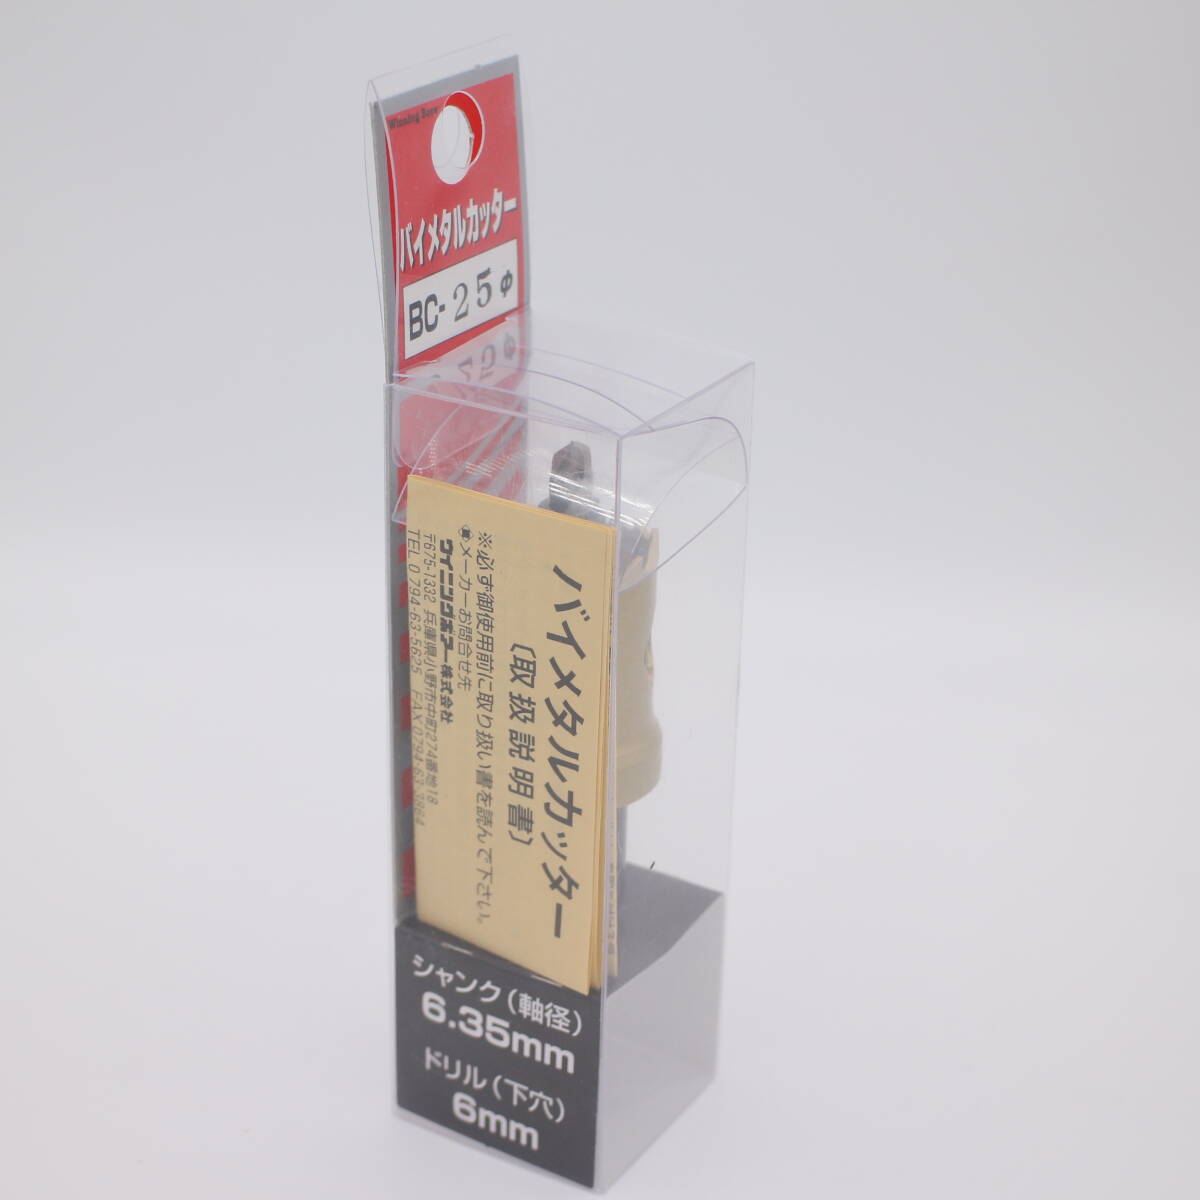 Winning Bore
バイメタルカッター
BC-25φ
バイメタルカッター
〔取扱説明書〕
※必ず御使用前に取り扱い書を読んで下さい。
◈メーカーお問合せ先
ウイニングボアー株式会社
〒675-1332 兵庫県小野市中町274番地18
TEL 0794-63-5625 FAX 0794-63-3864
シャンク(軸径)
6.35mm
ドリル(下穴)
6mm